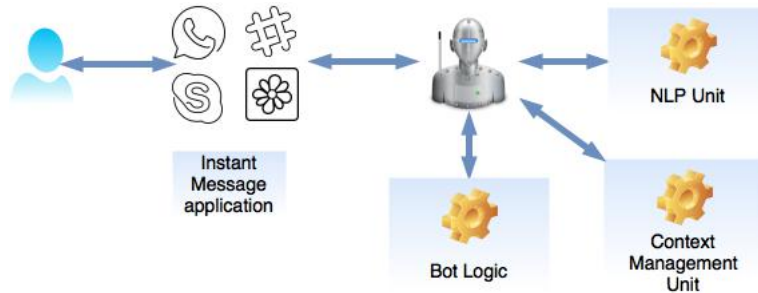 NLP Unit
Instant
Message
application
Bot Logic
Context
Management
Unit